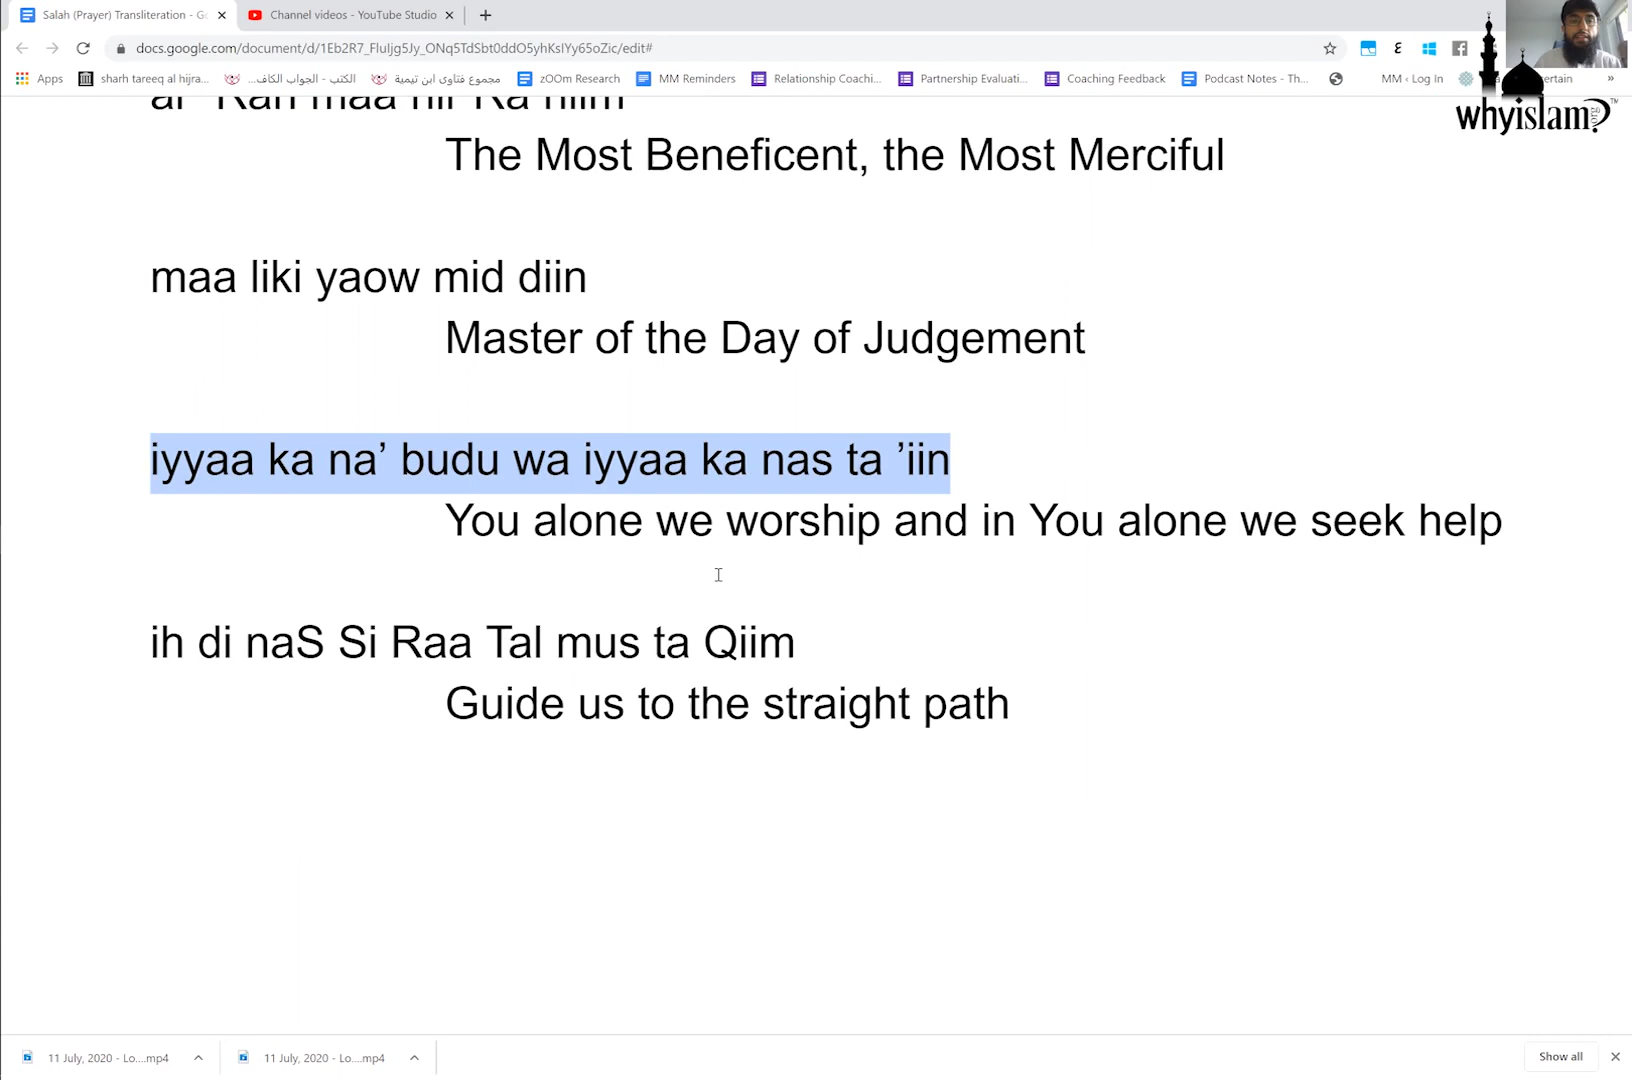 Salah (Prayer) Transliteration - Go
Channel videos - YouTube Studio
docs.google.com/document/d/1Eb2R7_FluIjg5Jy_ONq5TdSbt0ddO5yhKsIYy65oZic/edit#
Apps
sharh tareeq al hijra...
الكتب - الجواب الكاف...
مجموع فتاوى ابن تيمية
zOOm Research
MM Reminders
Relationship Coachi...
Partnership Evaluati...
Coaching Feedback
Podcast Notes - Th...
MM ‹ Log In
»
whyislam?
The Most Beneficent, the Most Merciful
maa liki yaow mid diin
Master of the Day of Judgement
iyyaa ka na’ budu wa iyyaa ka nas ta ’iin
You alone we worship and in You alone we seek help
ih di naS Si Raa Tal mus ta Qiim
Guide us to the straight path
11 July, 2020 - Lo....mp4
11 July, 2020 - Lo....mp4
Show all